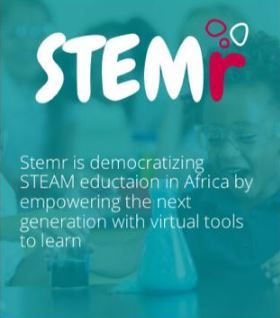 STEMr
Stemr is democratizing
STEAM eductaion in Africa by
empowering the next
generation with virtual tools
to learn